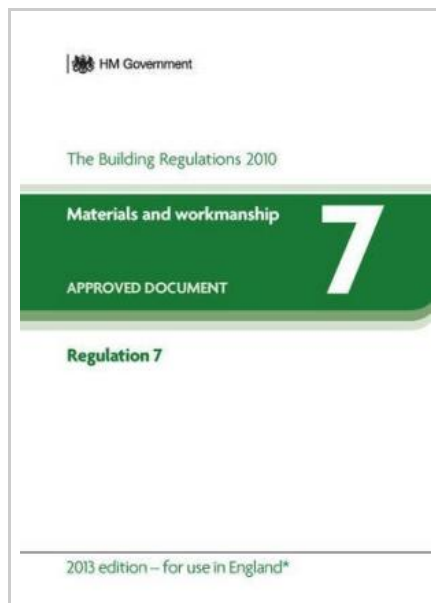 HM Government
The Building Regulations 2010
Materials and workmanship
7
APPROVED DOCUMENT
Regulation 7
2013 edition – for use in England*